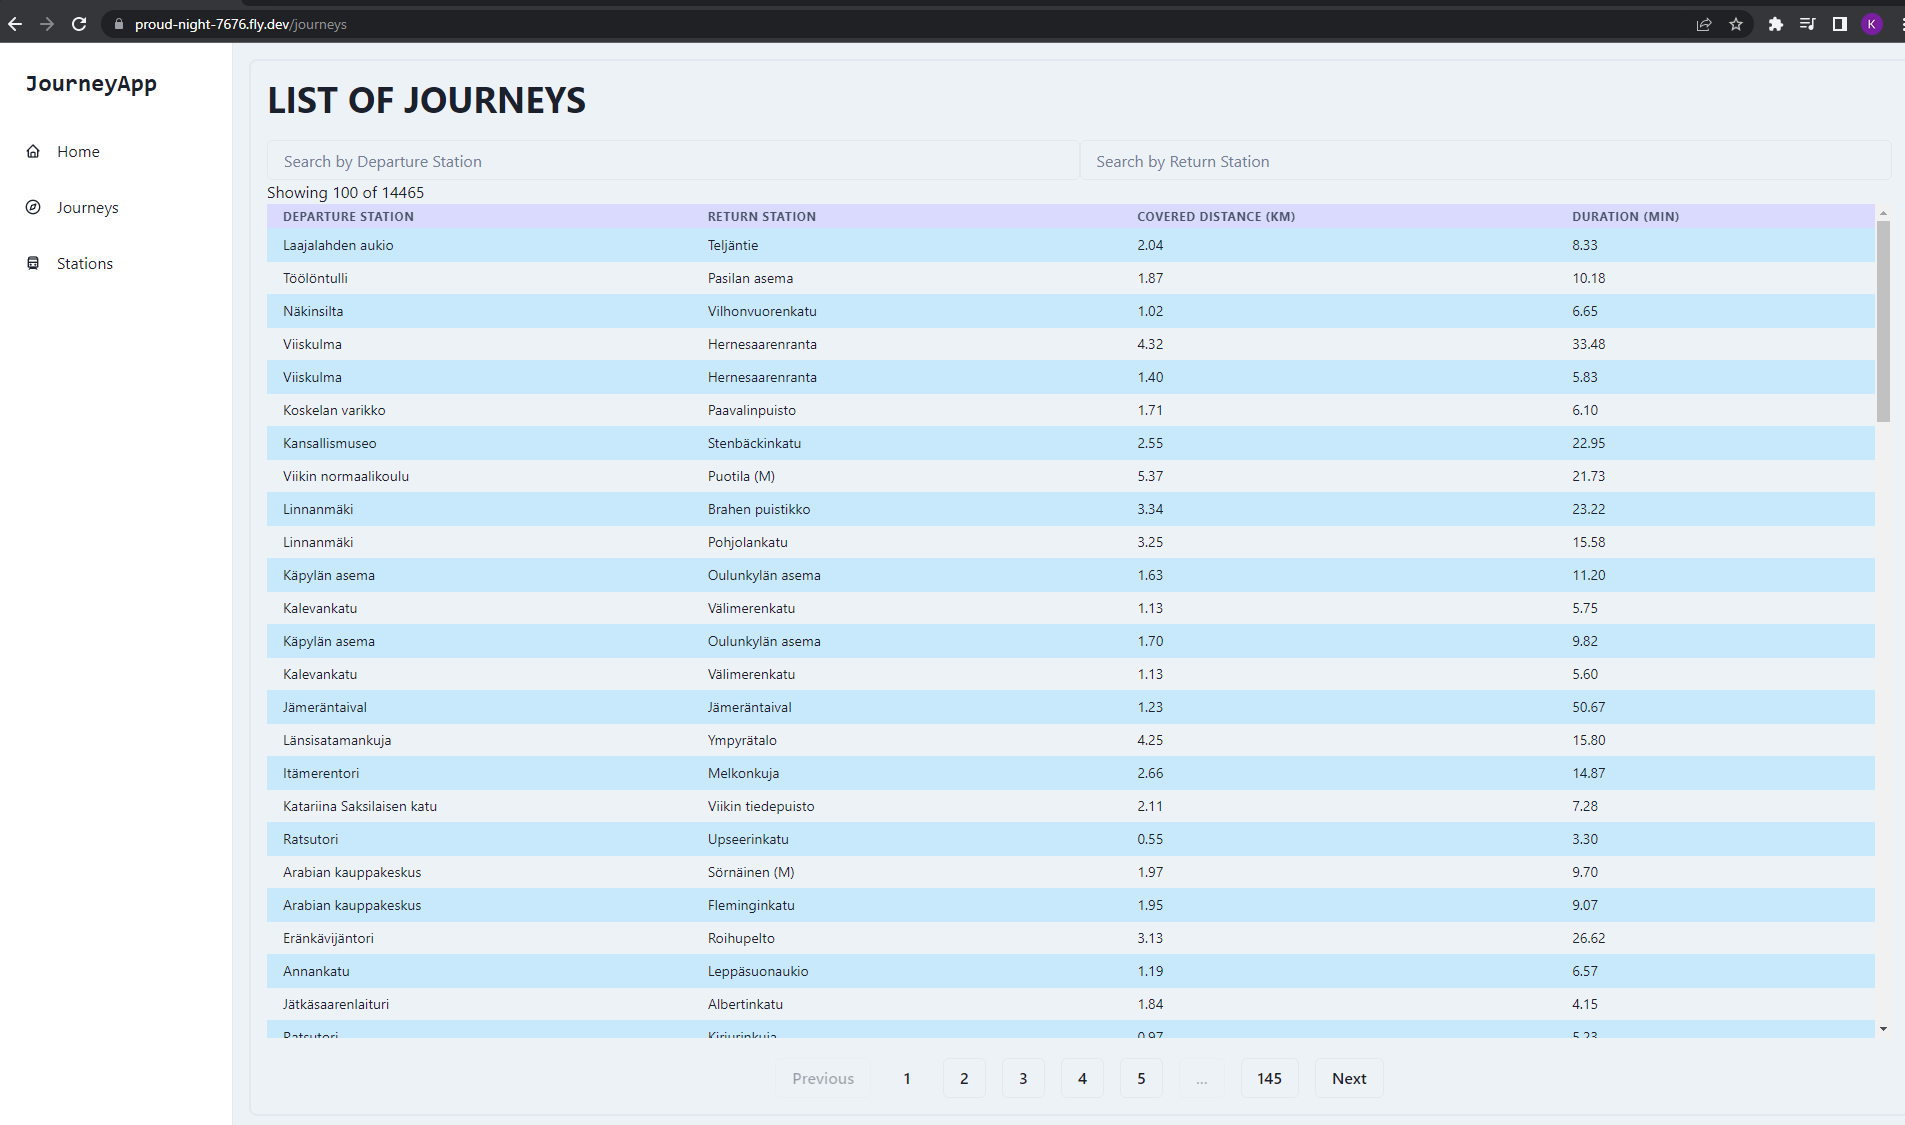 proud-night-7676.fly.dev/journeys
K
JourneyApp
Home
Journeys
Stations
LIST OF JOURNEYS
Search by Departure Station Search by Return Station
Showing 100 of 14465
DEPARTURE STATION RETURN STATION COVERED DISTANCE (KM) DURATION (MIN)
Laajalahden aukio Teljäntie 2.04 8.33
Töölöntulli Pasilan asema 1.87 10.18
Näkinsilta Vilhonvuorenkatu 1.02 6.65
Viiskulma Hernesaarenranta 4.32 33.48
Viiskulma Hernesaarenranta 1.40 5.83
Koskelan varikko Paavalinpuisto 1.71 6.10
Kansallismuseo Stenbäckinkatu 2.55 22.95
Viikin normaalikoulu Puotila (M) 5.37 21.73
Linnanmäki Brahen puistikko 3.34 23.22
Linnanmäki Pohjolankatu 3.25 15.58
Käpylän asema Oulunkylän asema 1.63 11.20
Kalevankatu Välimerenkatu 1.13 5.75
Käpylän asema Oulunkylän asema 1.70 9.82
Kalevankatu Välimerenkatu 1.13 5.60
Jämeräntaival Jämeräntaival 1.23 50.67
Länsisatamankuja Ympyrätalo 4.25 15.80
Itämerentori Melkonkuja 2.66 14.87
Katariina Saksilaisen katu Viikin tiedepuisto 2.11 7.28
Ratsutori Upseerinkatu 0.55 3.30
Arabian kauppakeskus Sörnäinen (M) 1.97 9.70
Arabian kauppakeskus Fleminginkatu 1.95 9.07
Eränkävijäntori Roihupelto 3.13 26.62
Annankatu Leppäsuonaukio 1.19 6.57
Jätkäsaarenlaituri Albertinkatu 1.84 4.15
Ratsutori Kirjurinkuja 0.97 5.23
Previous 1 2 3 4 5 ... 145 Next